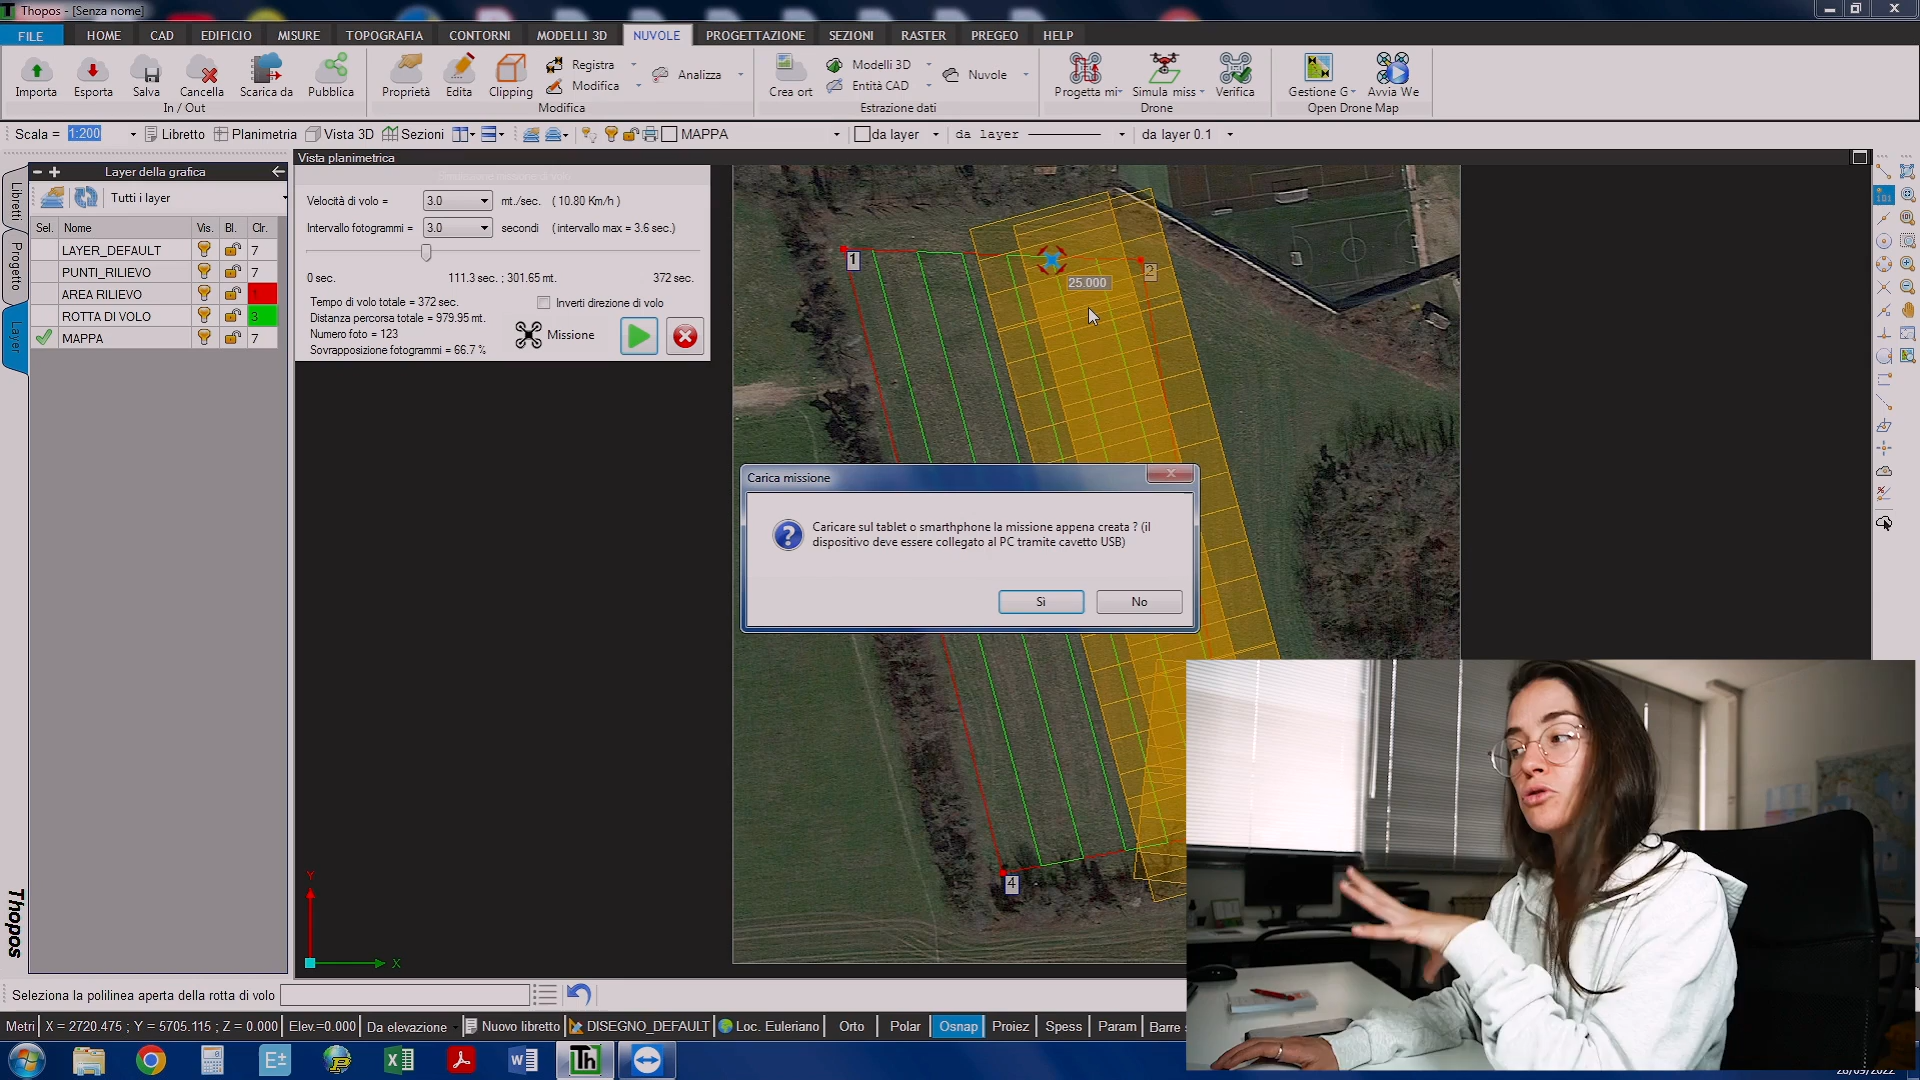 Thopos - [Senza nome]
FILE HOME CAD EDIFICIO MISURE TOPOGRAFIA CONTORNI MODELLI 3D NUVOLE PROGETTAZIONE SEZIONI RASTER PREGEO HELP
Importa Esporta Salva Cancella Scarica da Pubblica
In / Out
Proprietà Edita Clipping Registra Modifica Analizza
Modifica
Crea ort Modelli 3D Entità CAD Nuvole
Estrazione dati
Progetta mi Simula miss Verifica
Drone
Gestione G Avvia We
Open Drone Map
Scala = 1:200 Libretto Planimetria Vista 3D Sezioni MAPPA da layer da layer da layer 0.1
Layer della grafica
Tutti i layer
Sel. Nome Vis. Bl. Clr.
LAYER_DEFAULT 7
PUNTI_RILIEVO 7
AREA RILIEVO
ROTTA DI VOLO 3
MAPPA 7
Libretti
Progetto
Layer
Thopos
Vista planimetrica
Velocità di volo = 3.0 mt./sec. ( 10.80 Km/h )
Intervallo fotogrammi = 3.0 secondi ( intervallo max = 3.6 sec.)
0 sec. 111.3 sec. ; 301.65 mt. 372 sec.
Tempo di volo totale = 372 sec.
Inverti direzione di volo
Distanza percorsa totale = 979.95 mt.
Numero foto = 123
Missione
Sovrapposizione fotogrammi = 66.7 %
1
2
25.000
4
Carica missione
Caricare sul tablet o smarthphone la missione appena creata ? (il
dispositivo deve essere collegato al PC tramite cavetto USB)
Sì No
Y
X
Seleziona la polilinea aperta della rotta di volo
Metri X = 2720.475 ; Y = 5705.115 ; Z = 0.000 Elev.=0.000 Da elevazione Nuovo libretto DISEGNO_DEFAULT Loc. Euleriano Orto Polar Osnap Proiez Spess Param Barre
28/09/2022